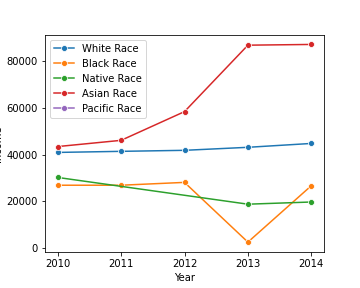 White Race
Black Race
Native Race
Asian Race
Pacific Race
80000
60000
40000
20000
0
2010 2011 2012 2013 2014
Year